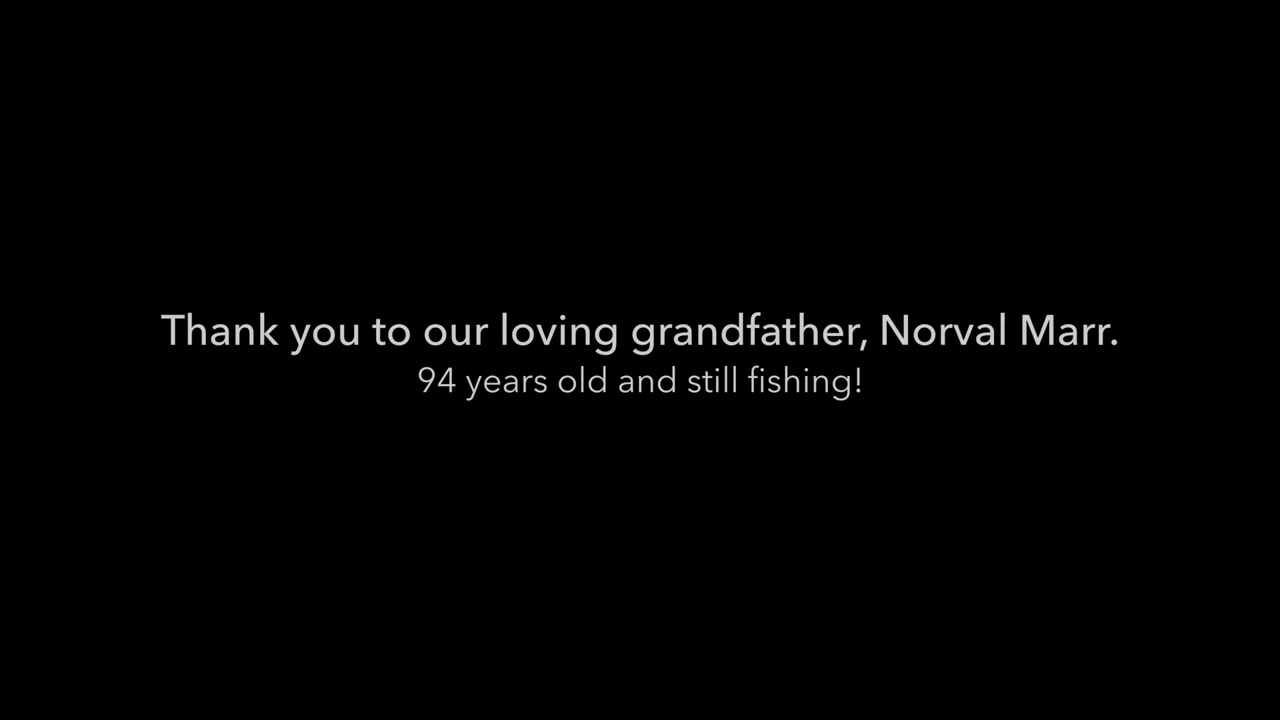 Thank you to our loving grandfather, Norval Marr.
94 years old and still fishing!